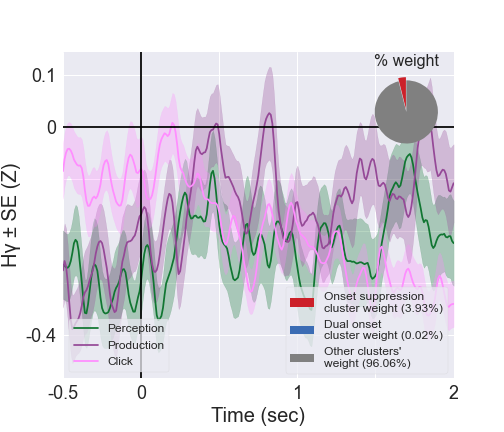 % weight
0.1
0
-0.4
Hγ ± SE (Z)
Perception
Production
Click
Onset suppression
cluster weight (3.93%)
Dual onset
cluster weight (0.02%)
Other clusters'
weight (96.06%)
-0.5
0
1
2
Time (sec)